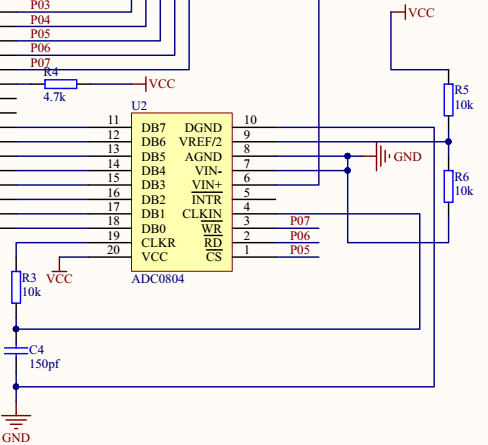 P03
P04
P05
P06
P07
VCC
R4
4.7k
VCC
R5
10k
U2
11 DB7 DGND 10
12 DB6 VREF/2 9
13 DB5 AGND 8
14 DB4 VIN- 7
15 DB3 VIN+ 6
16 DB2 INTR 5
17 DB1 CLKIN 4
18 DB0 WR 3 P07
19 CLKR RD 2 P06
20 VCC CS 1 P05
GND
R6
10k
ADC0804
VCC
R3
10k
C4
150pf
GND